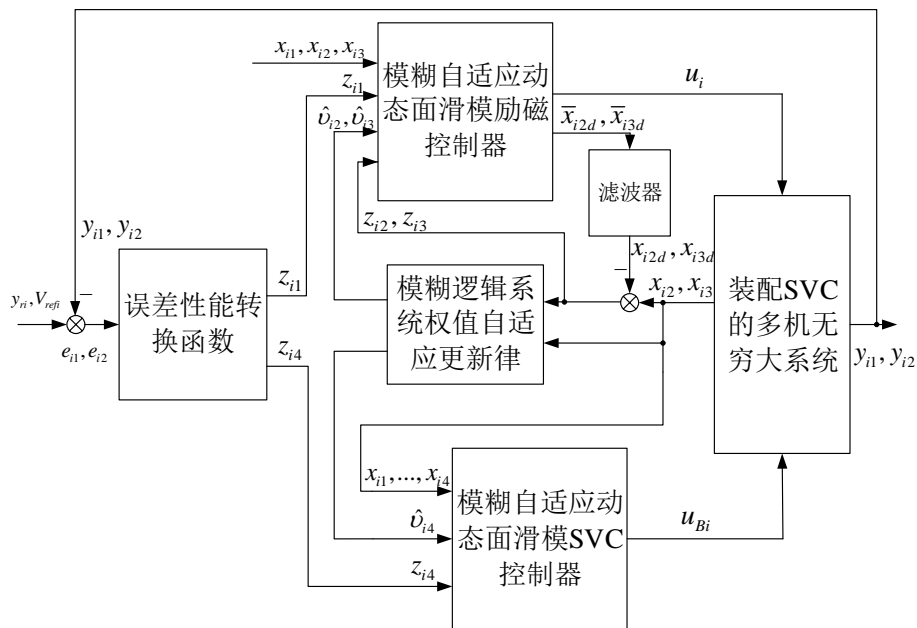 x_{i1}, x_{i2}, x_{i3}
z_{i1}
\hat{υ}_{i2}, \hat{υ}_{i3}
模糊自适应动
态面滑模励磁
控制器
u_i
\bar{x}_{i2d}, \bar{x}_{i3d}
滤波器
z_{i2}, z_{i3}
y_{i1}, y_{i2}
−
y_{ri}, V_{refi}
e_{i1}, e_{i2}
误差性能转
换函数
z_{i1}
z_{i4}
模糊逻辑系
统权值自适
应更新律
x_{i2d}, x_{i3d}
−
x_{i2}, x_{i3}
装配SVC
的多机无
穷大系统
y_{i1}, y_{i2}
x_{i1}, ..., x_{i4}
\hat{υ}_{i4}
z_{i4}
模糊自适应动
态面滑模SVC
控制器
u_{Bi}